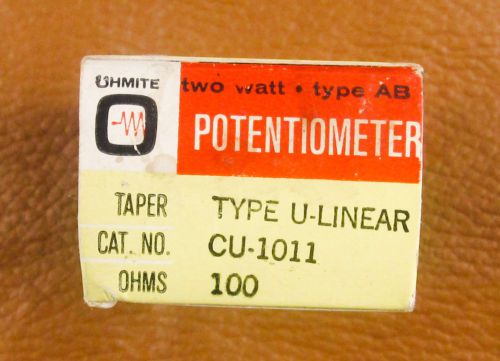 OHMITE
two watt • type AB
POTENTIOMETER
TAPER TYPE U-LINEAR
CAT. NO. CU-1011
OHMS 100